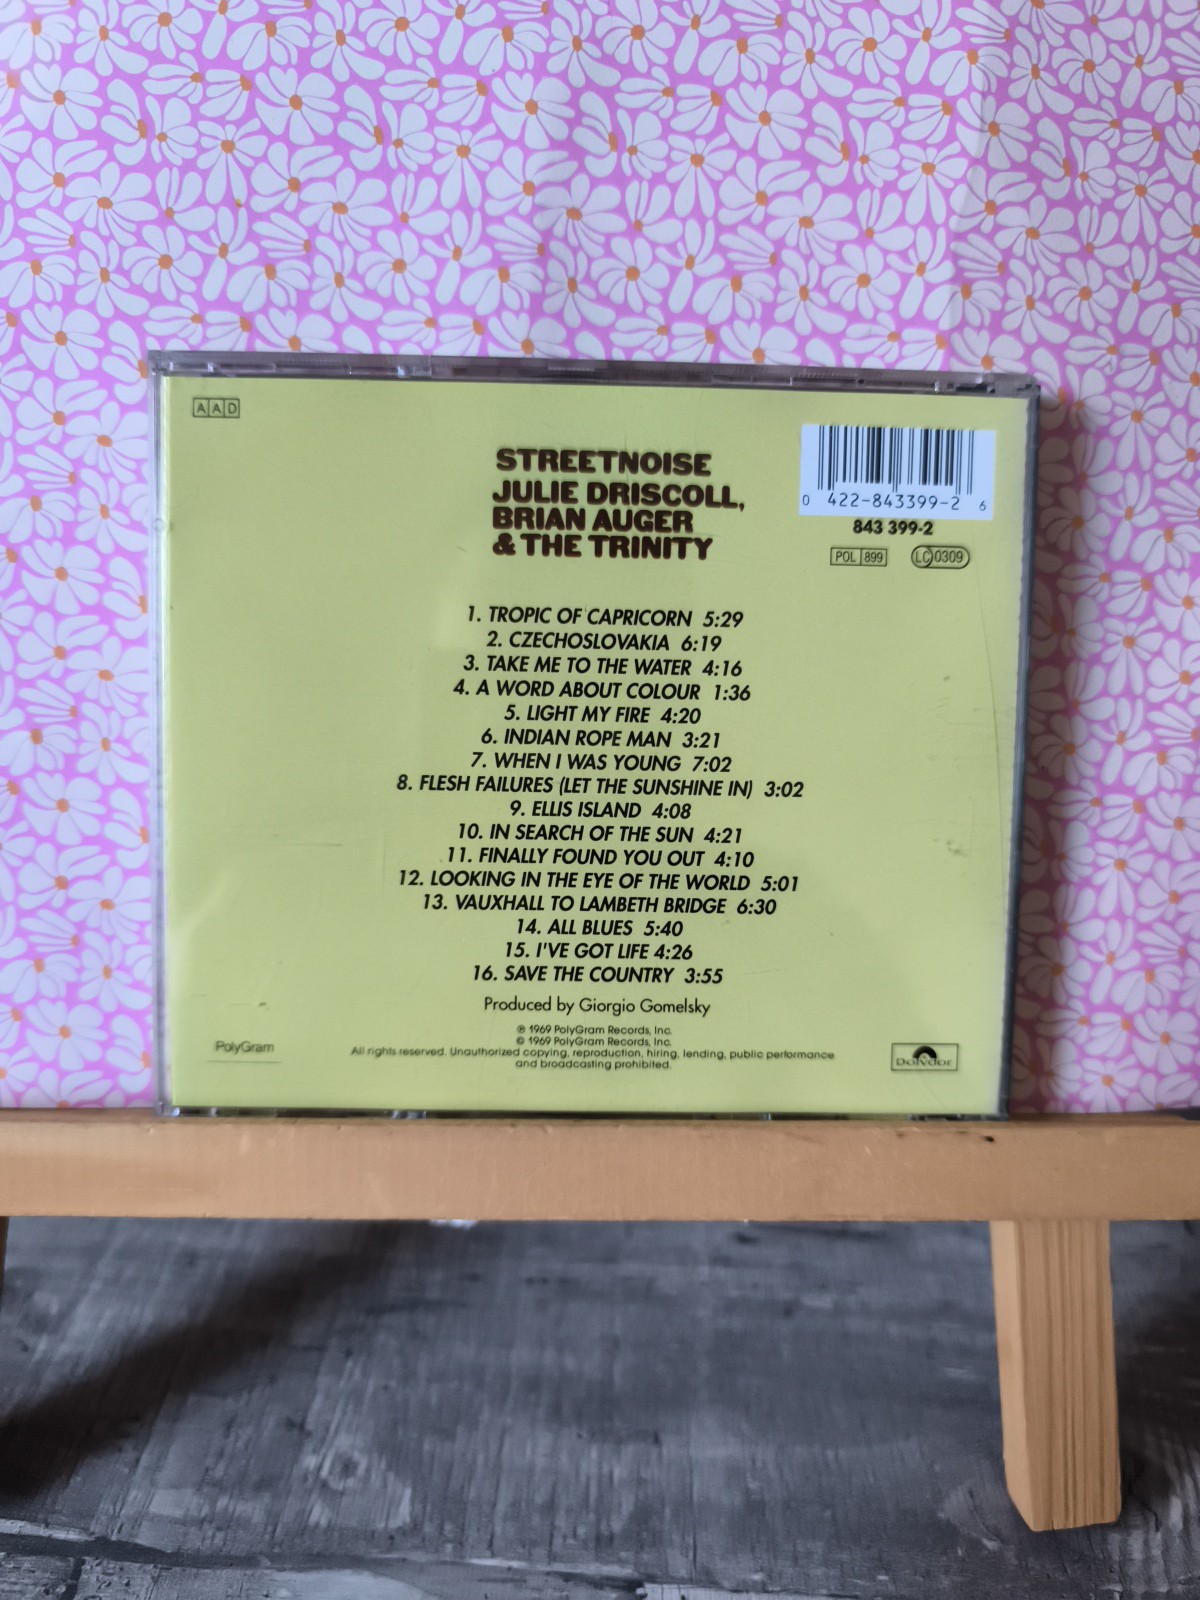 AAD
STREETNOISE
JULIE DRISCOLL,
BRIAN AUGER
& THE TRINITY
0 422-843399-2 6
843 399-2
POL 899 LC 0309
1. TROPIC OF CAPRICORN 5:29
2. CZECHOSLOVAKIA 6:19
3. TAKE ME TO THE WATER 4:16
4. A WORD ABOUT COLOUR 1:36
5. LIGHT MY FIRE 4:20
6. INDIAN ROPE MAN 3:21
7. WHEN I WAS YOUNG 7:02
8. FLESH FAILURES (LET THE SUNSHINE IN) 3:02
9. ELLIS ISLAND 4:08
10. IN SEARCH OF THE SUN 4:21
11. FINALLY FOUND YOU OUT 4:10
12. LOOKING IN THE EYE OF THE WORLD 5:01
13. VAUXHALL TO LAMBETH BRIDGE 6:30
14. ALL BLUES 5:40
15. I'VE GOT LIFE 4:26
16. SAVE THE COUNTRY 3:55
Produced by Giorgio Gomelsky
℗ 1969 PolyGram Records, Inc.
© 1969 PolyGram Records, Inc.
All rights reserved. Unauthorized copying, reproduction, hiring, lending, public performance
and broadcasting prohibited.
PolyGram
Polydor